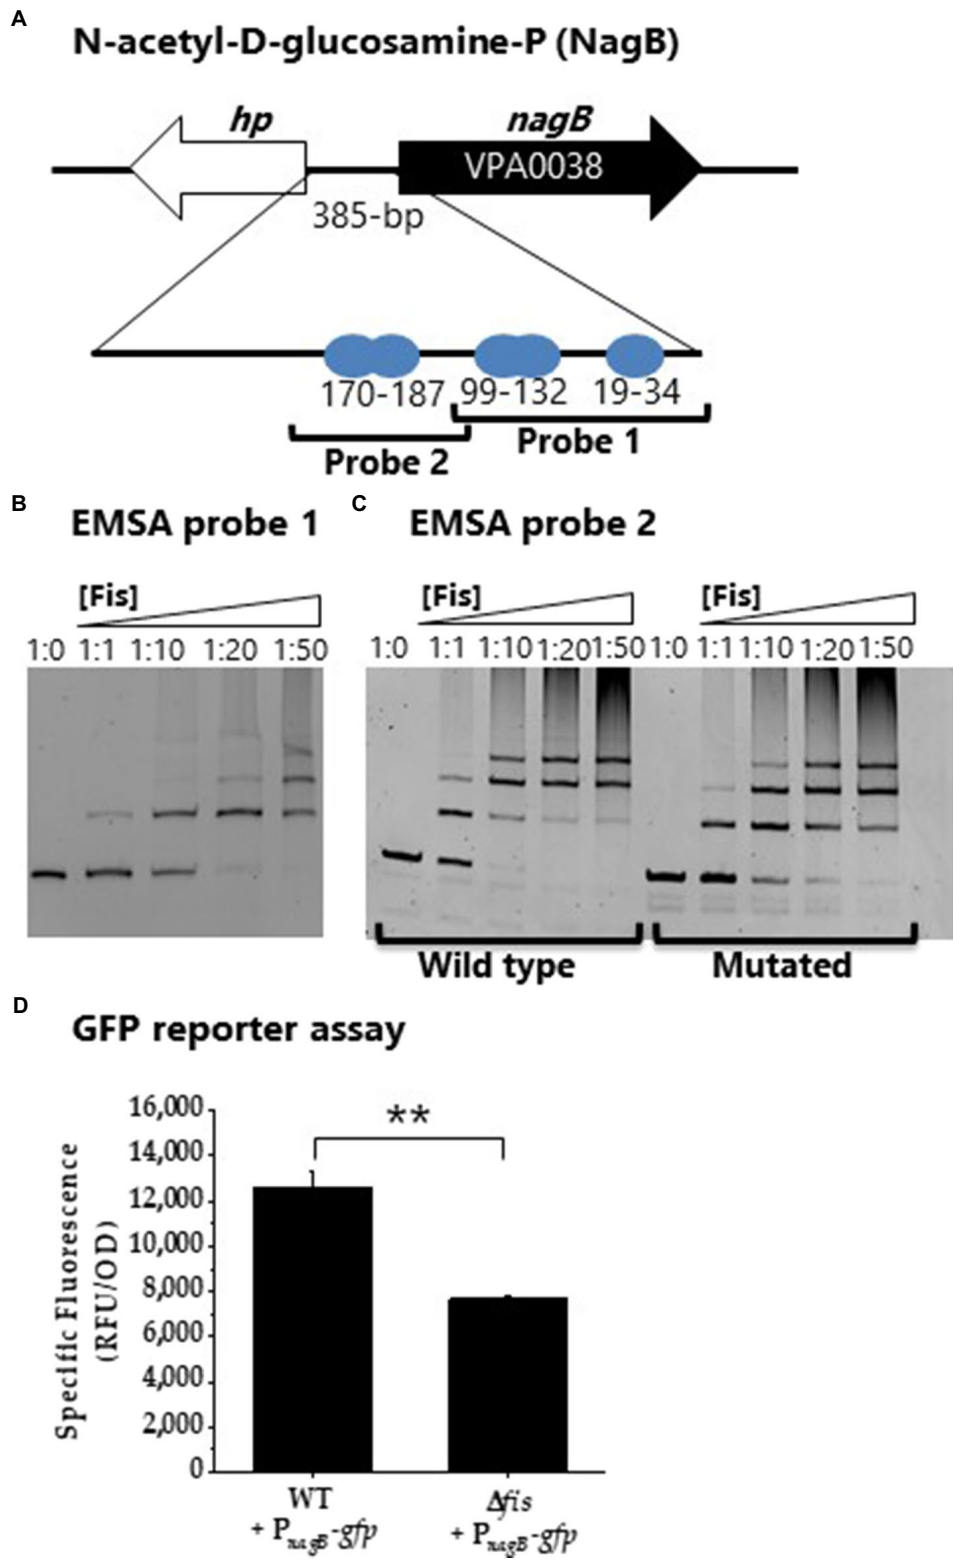 A
N-acetyl-D-glucosamine-P (NagB)
hp
nagB
VPA0038
385-bp
170-187 99-132 19-34
Probe 1
Probe 2
B
EMSA probe 1
C
EMSA probe 2
[Fis]
[Fis]
[Fis]
1:0 1:1 1:10 1:20 1:50
1:0 1:1 1:10 1:20 1:50 1:0 1:1 1:10 1:20 1:50
Wild type
Mutated
D
GFP reporter assay
Specific Fluorescence
(RFU/OD)
16,000
14,000
12,000
10,000
8,000
6,000
4,000
2,000
0
**
WT
+ PnagB-gfp
Δfis
+ PnagB-gfp